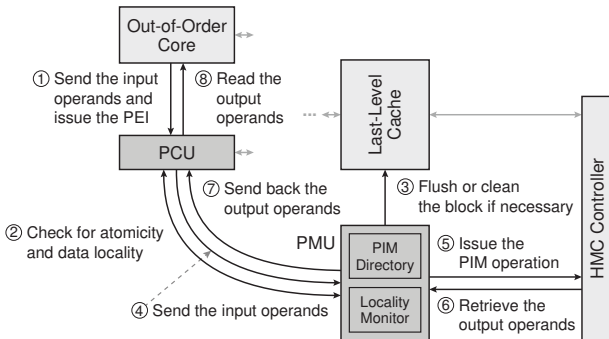 Out-of-Order
Core
① Send the input
operands and
issue the PEI
⑧ Read the
output
operands
PCU
...
Last-Level
Cache
HMC Controller
⑦ Send back the
output operands
③ Flush or clean
the block if necessary
② Check for atomicity
and data locality
PMU
PIM
Directory
Locality
Monitor
⑤ Issue the
PIM operation
④ Send the input operands
⑥ Retrieve the
output operands